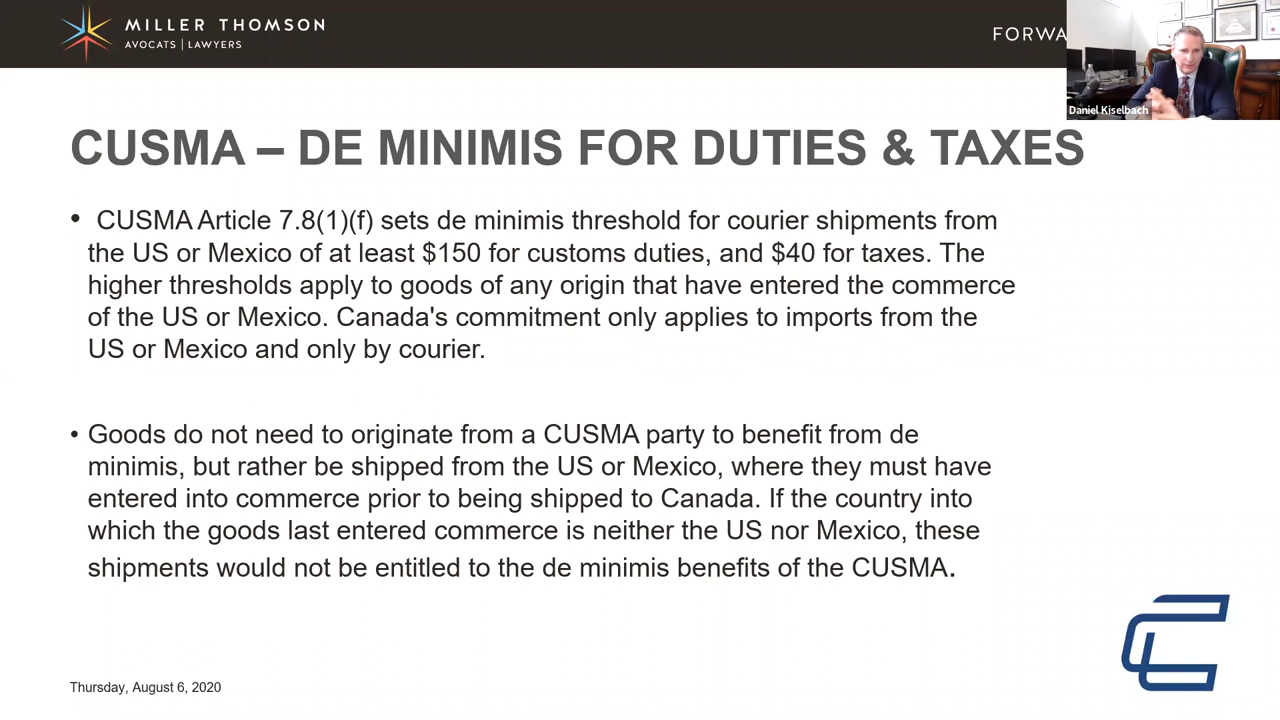 MILLER THOMSON
AVOCATS | LAWYERS
FORWA
Daniel Kiselbach
CUSMA – DE MINIMIS FOR DUTIES & TAXES
• CUSMA Article 7.8(1)(f) sets de minimis threshold for courier shipments from
the US or Mexico of at least $150 for customs duties, and $40 for taxes. The
higher thresholds apply to goods of any origin that have entered the commerce
of the US or Mexico. Canada's commitment only applies to imports from the
US or Mexico and only by courier.
• Goods do not need to originate from a CUSMA party to benefit from de
minimis, but rather be shipped from the US or Mexico, where they must have
entered into commerce prior to being shipped to Canada. If the country into
which the goods last entered commerce is neither the US nor Mexico, these
shipments would not be entitled to the de minimis benefits of the CUSMA.
Thursday, August 6, 2020